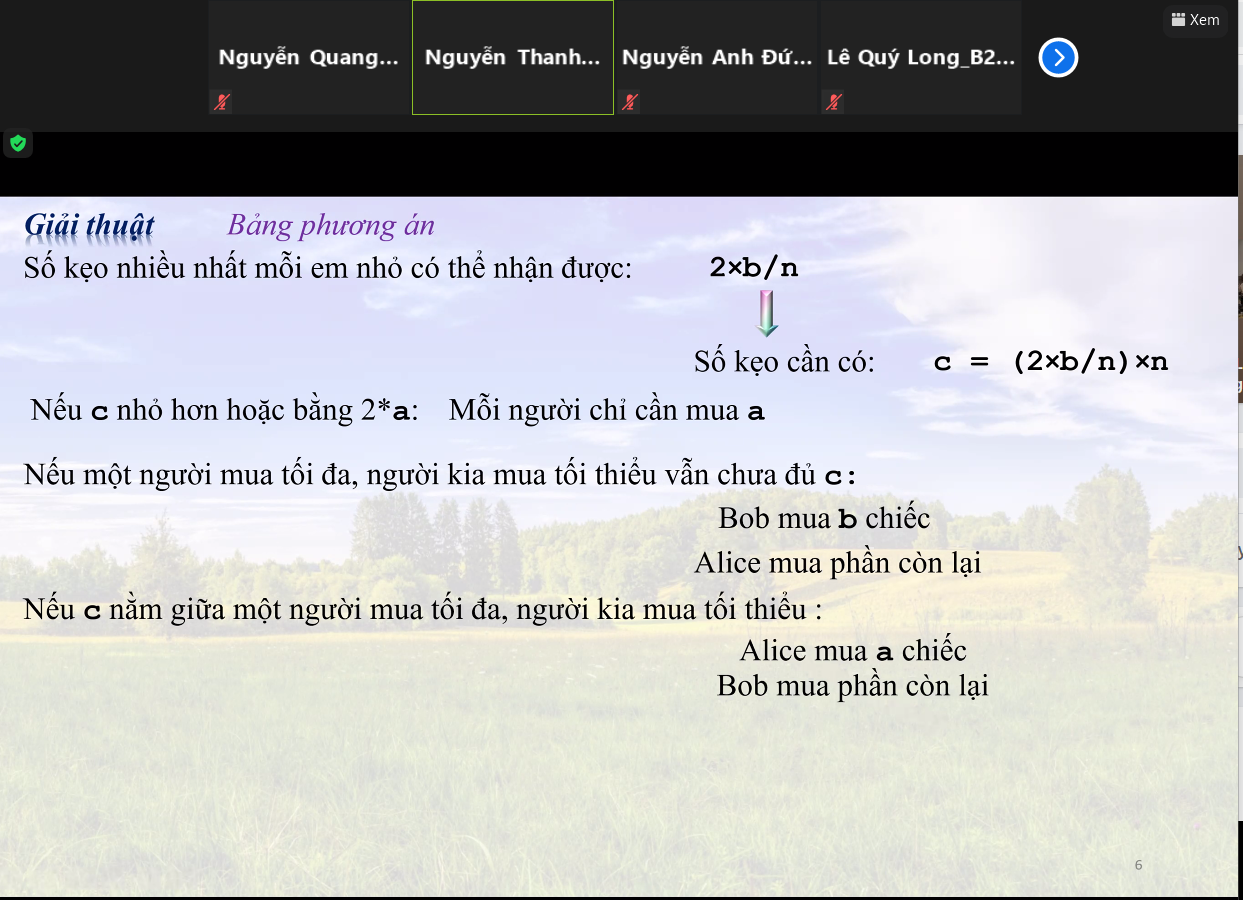 Xem
Nguyễn Quang...
Nguyễn Thanh...
Nguyễn Anh Đứ...
Lê Quý Long_B2...
Giải thuật Bảng phương án
Số kẹo nhiều nhất mỗi em nhỏ có thể nhận được: 2×b/n
Số kẹo cần có: c = (2×b/n)×n
Nếu c nhỏ hơn hoặc bằng 2*a: Mỗi người chỉ cần mua a
Nếu một người mua tối đa, người kia mua tối thiểu vẫn chưa đủ c:
Bob mua b chiếc
Alice mua phần còn lại
Nếu c nằm giữa một người mua tối đa, người kia mua tối thiểu :
Alice mua a chiếc
Bob mua phần còn lại
6